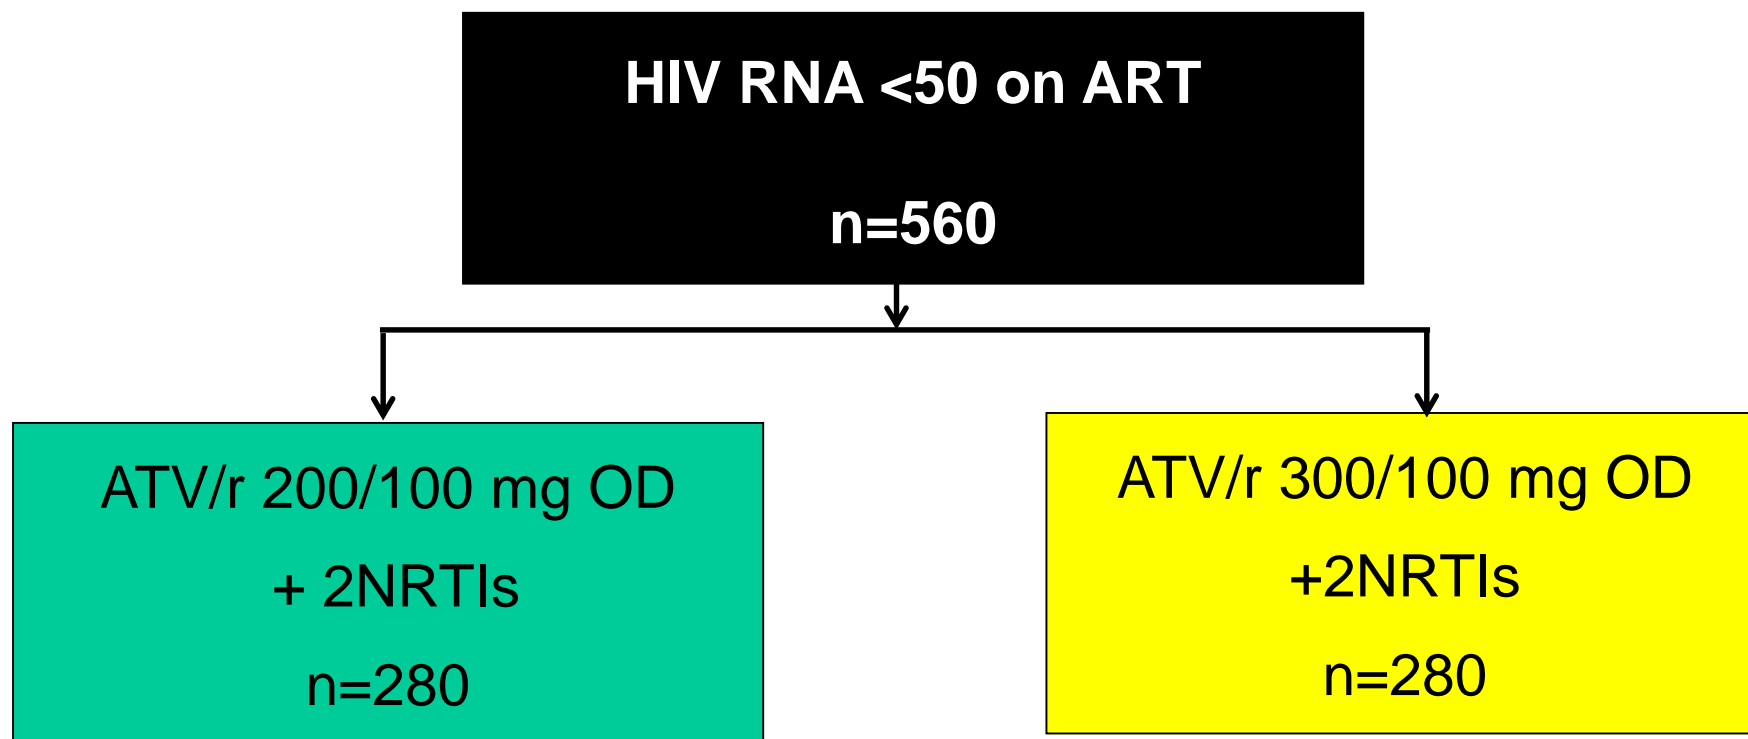 HIV RNA <50 on ART
n=560
ATV/r 200/100 mg OD
+ 2NRTIs
n=280
ATV/r 300/100 mg OD
+2NRTIs
n=280